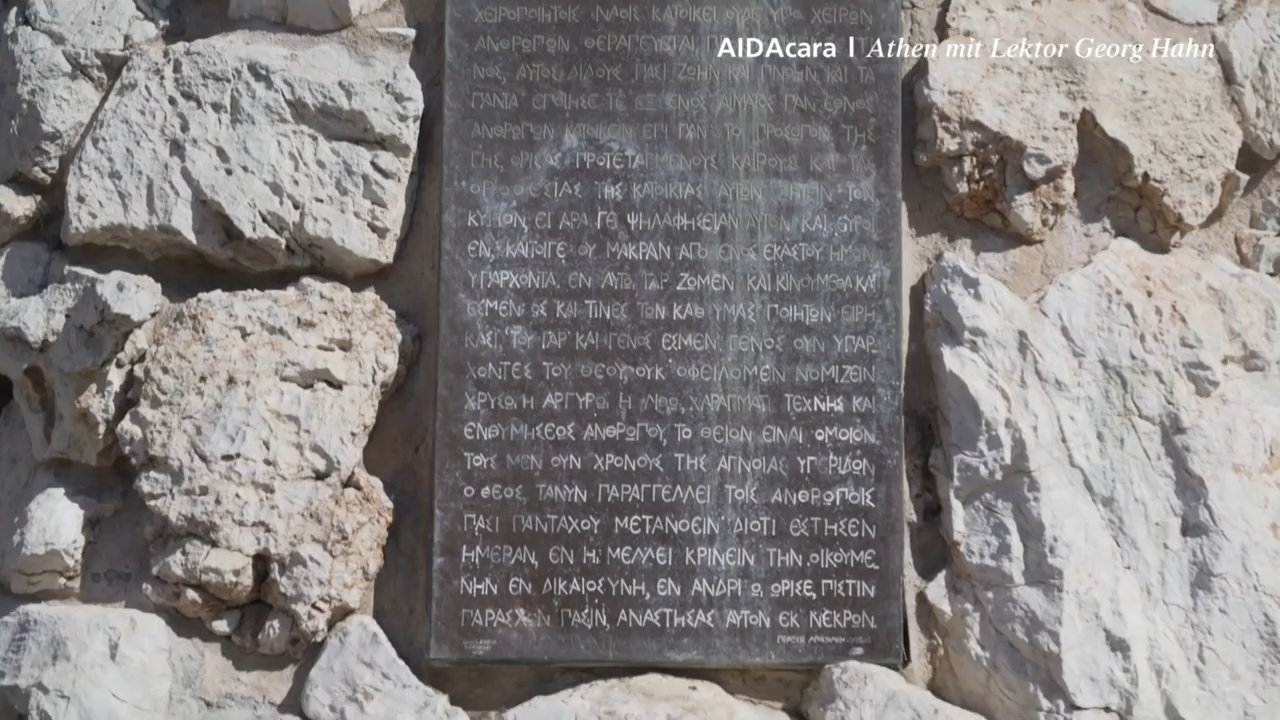 ΧΕΙΡΟΠΟΙΗΤΟΙΣ ΝΑΟΙΣ ΚΑΤΟΙΚΕΙ ΟΥΔΕ ΥΠΟ ΧΕΙΡΩΝ
ΑΝΘΡΩΠΩΝ ΘΕΡΑΠΕΥΕΤΑΙ
AIDAcara | Athen mit Lektor Georg Hahn
ΝΟΣ, ΑΥΤΟΣ ΔΙΔΟΥΣ ΠΑΣΙ ΖΩΗΝ ΚΑΙ ΠΝΟΗΝ ΚΑΙ ΤΑ
ΠΑΝΤΑ ΕΠΟΙΗΣΕ ΤΕ ΕΞ ΕΝΟΣ ΑΙΜΑΤΟΣ ΠΑΝ ΕΘΝΟΣ
ΑΝΘΡΩΠΩΝ ΚΑΤΟΙΚΕΙΝ ΕΠΙ ΠΑΝ ΤΟ ΠΡΟΣΩΠΟΝ ΤΗΣ
ΓΗΣ, ΟΡΙΣΑΣ ΠΡΟΤΕΤΑΓΜΕΝΟΥΣ ΚΑΙΡΟΥΣ ΚΑΙ ΤΑΣ
ΟΡΟΘΕΣΙΑΣ ΤΗΣ ΚΑΤΟΙΚΙΑΣ ΑΥΤΩΝ ΖΗΤΕΙΝ ΤΟΝ
ΚΥΡΙΟΝ, ΕΙ ΑΡΑ ΓΕ ΨΗΛΑΦΗΣΕΙΑΝ ΑΥΤΟΝ ΚΑΙ ΕΥΡΟΙ
ΕΝ, ΚΑΙΤΟΙΓΕ ΟΥ ΜΑΚΡΑΝ ΑΠΟ ΕΝΟΣ ΕΚΑΣΤΟΥ ΗΜΩΝ
ΥΠΑΡΧΟΝΤΑ. ΕΝ ΑΥΤΩ ΓΑΡ ΖΩΜΕΝ ΚΑΙ ΚΙΝΟΥΜΕΘΑ ΚΑΙ
ΕΣΜΕΝ ΩΣ ΚΑΙ ΤΙΝΕΣ ΤΩΝ ΚΑΘ ΥΜΑΣ ΠΟΙΗΤΩΝ ΕΙΡΗ
ΚΑΣΙ, ΤΟΥ ΓΑΡ ΚΑΙ ΓΕΝΟΣ ΕΣΜΕΝ ΓΕΝΟΣ ΟΥΝ ΥΠΑΡ
ΧΟΝΤΕΣ ΤΟΥ ΘΕΟΥ, ΟΥΚ ΟΦΕΙΛΟΜΕΝ ΝΟΜΙΖΕΙΝ
ΧΡΥΣΩ, Η ΑΡΓΥΡΩ, Η ΛΙΘΩ, ΧΑΡΑΓΜΑΤΙ ΤΕΧΝΗΣ ΚΑΙ
ΕΝΘΥΜΗΣΕΩΣ ΑΝΘΡΩΠΟΥ, ΤΟ ΘΕΙΟΝ ΕΙΝΑΙ ΟΜΟΙΟΝ.
ΤΟΥΣ ΜΕΝ ΟΥΝ ΧΡΟΝΟΥΣ ΤΗΣ ΑΓΝΟΙΑΣ ΥΠΕΡΙΔΩΝ
Ο ΘΕΟΣ, ΤΑΝΥΝ ΠΑΡΑΓΓΕΛΛΕΙ ΤΟΙΣ ΑΝΘΡΩΠΟΙΣ
ΠΑΣΙ ΠΑΝΤΑΧΟΥ ΜΕΤΑΝΟΕΙΝ ΔΙΟΤΙ ΕΣΤΗΣΕΝ
ΗΜΕΡΑΝ, ΕΝ Η ΜΕΛΛΕΙ ΚΡΙΝΕΙΝ ΤΗΝ ΟΙΚΟΥΜΕ
ΝΗΝ ΕΝ ΔΙΚΑΙΟΣΥΝΗ, ΕΝ ΑΝΔΡΙ Ω ΩΡΙΣΕ, ΠΙΣΤΙΝ
ΠΑΡΑΣΧΩΝ ΠΑΣΙΝ, ΑΝΑΣΤΗΣΑΣ ΑΥΤΟΝ ΕΚ ΝΕΚΡΩΝ.